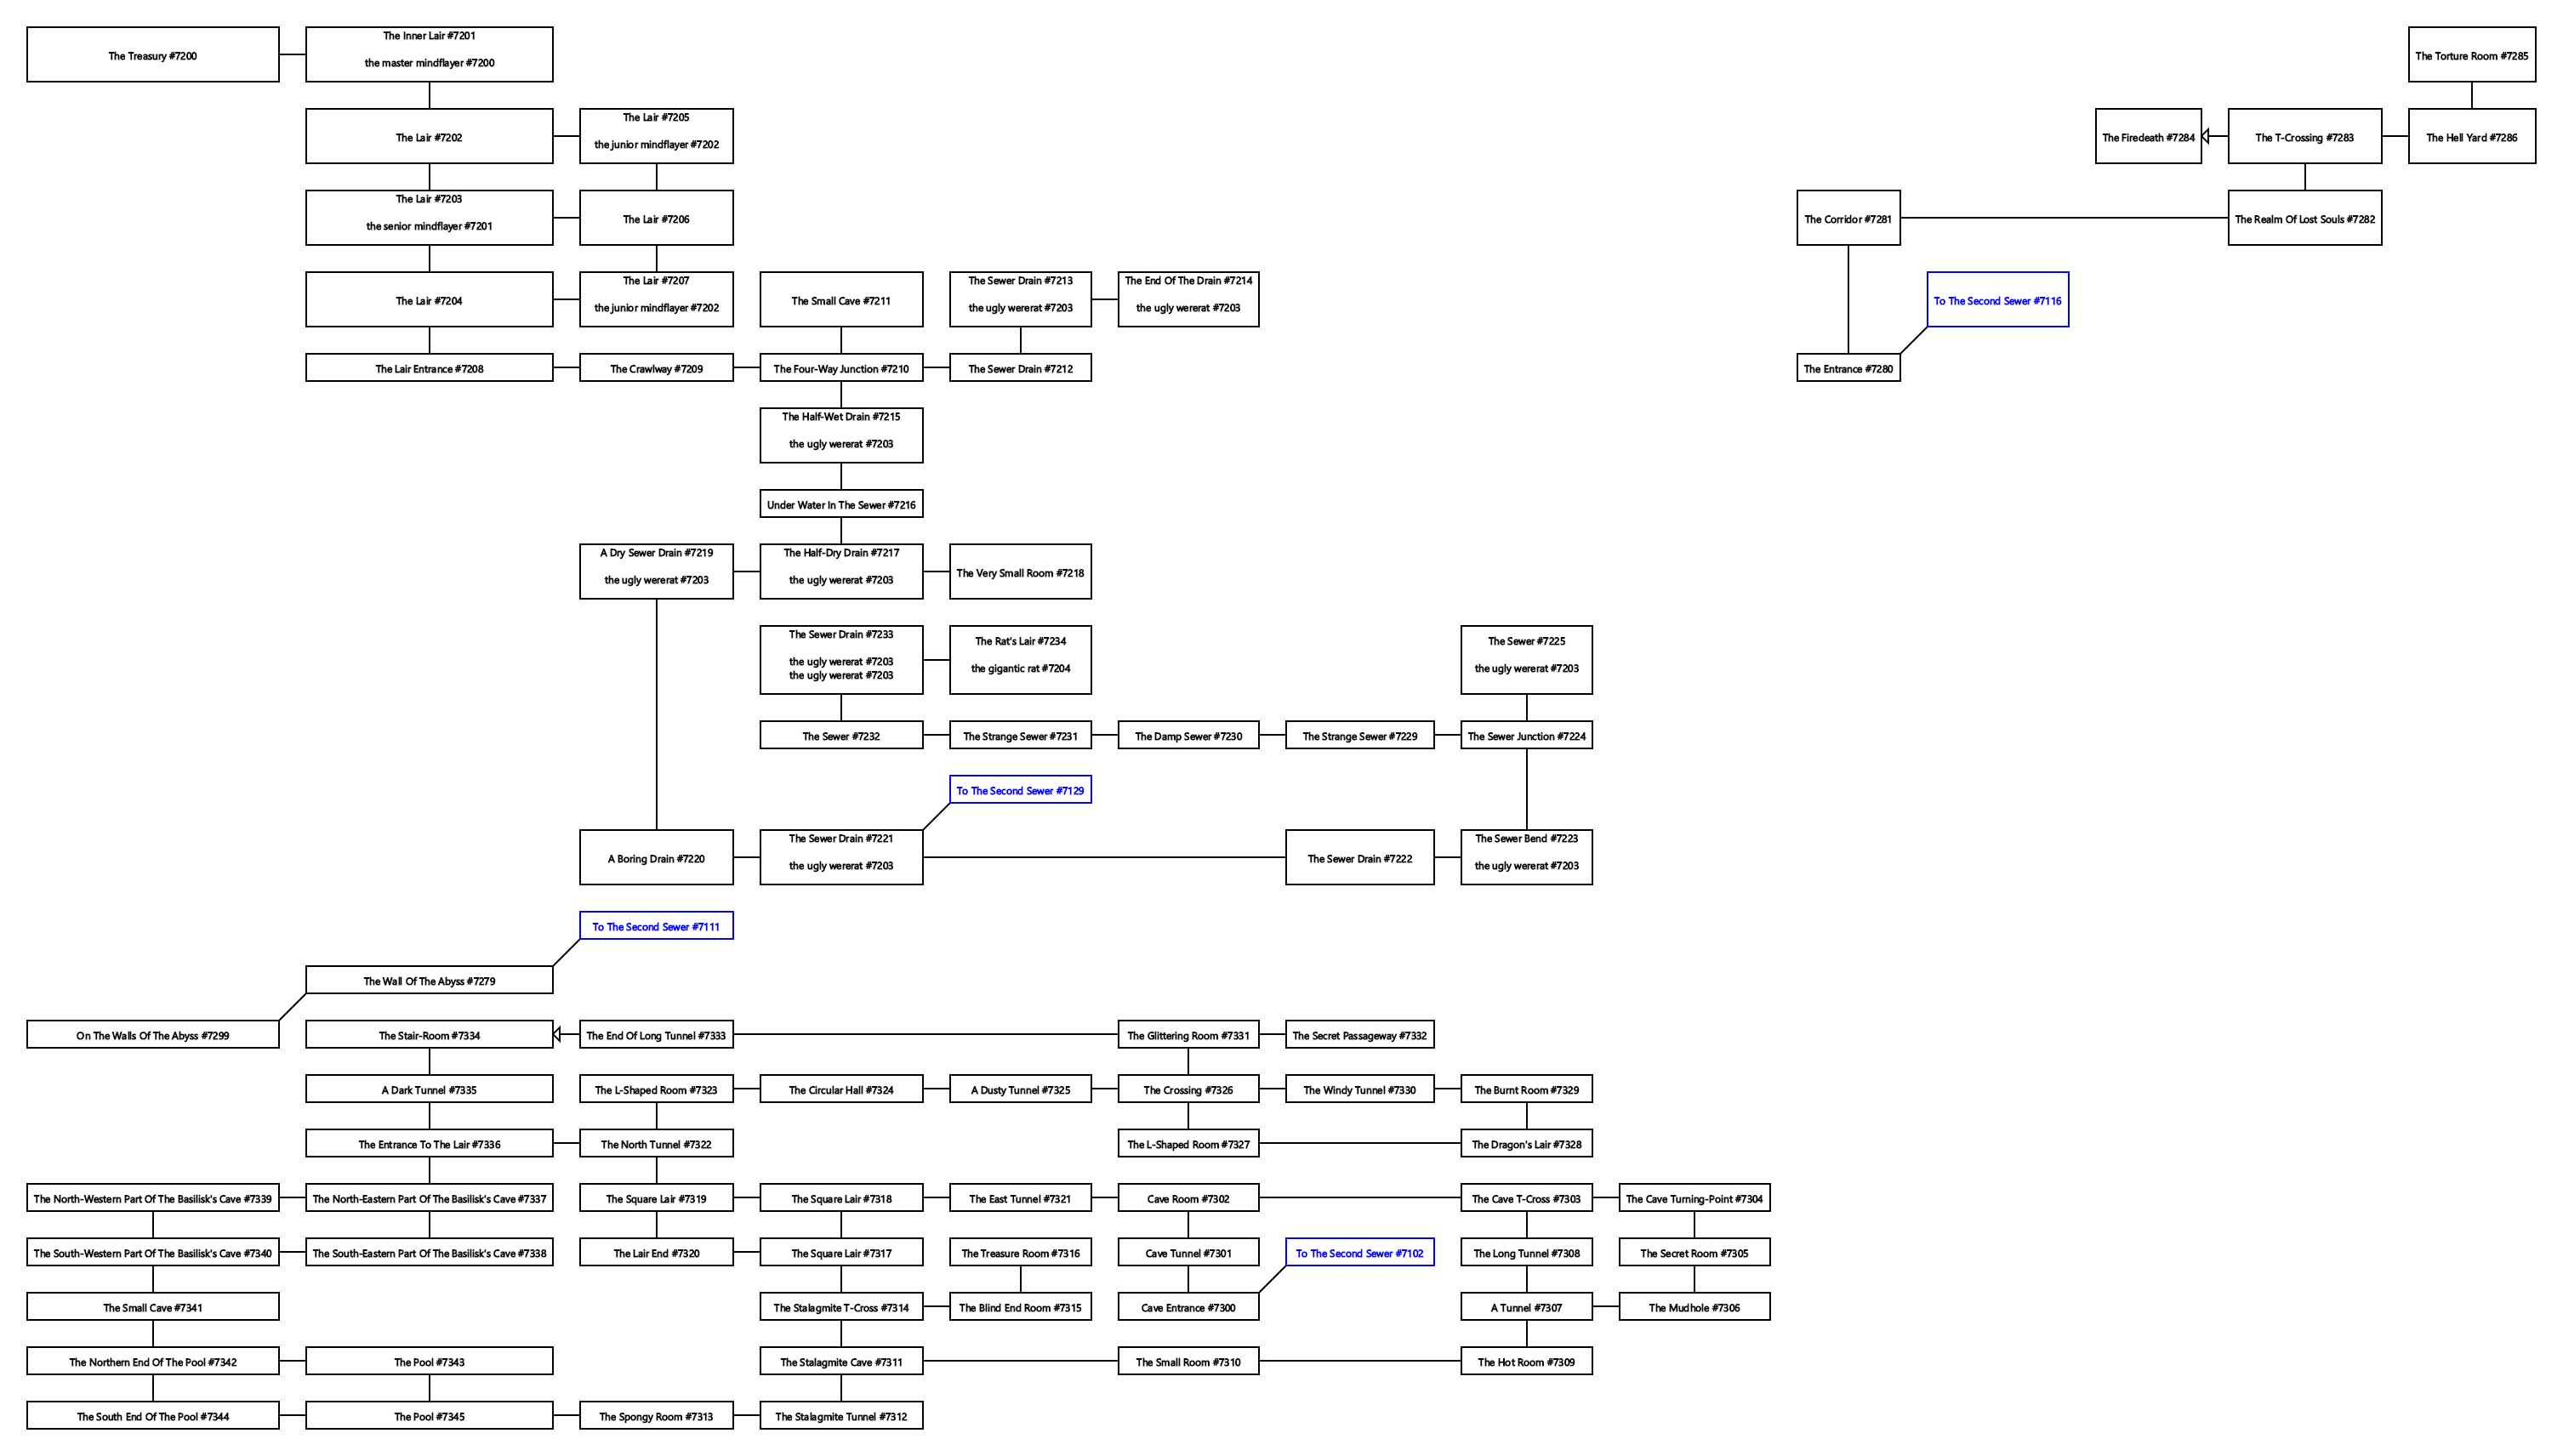 The Treasury #7200
The Inner Lair #7201
the master mindflayer #7200
The Torture Room #7285
The Lair #7202
The Lair #7205
the junior mindflayer #7202
The Firedeath #7284
The T-Crossing #7283
The Hell Yard #7286
The Lair #7203
the senior mindflayer #7201
The Lair #7206
The Corridor #7281
The Realm Of Lost Souls #7282
The Lair #7204
The Lair #7207
the junior mindflayer #7202
The Small Cave #7211
The Sewer Drain #7213
the ugly wererat #7203
The End Of The Drain #7214
the ugly wererat #7203
To The Second Sewer #7116
The Lair Entrance #7208
The Crawlway #7209
The Four-Way Junction #7210
The Sewer Drain #7212
The Entrance #7280
The Half-Wet Drain #7215
the ugly wererat #7203
Under Water In The Sewer #7216
A Dry Sewer Drain #7219
the ugly wererat #7203
The Half-Dry Drain #7217
the ugly wererat #7203
The Very Small Room #7218
The Sewer Drain #7233
the ugly wererat #7203
the ugly wererat #7203
The Rat's Lair #7234
the gigantic rat #7204
The Sewer #7225
the ugly wererat #7203
The Sewer #7232
The Strange Sewer #7231
The Damp Sewer #7230
The Strange Sewer #7229
The Sewer Junction #7224
To The Second Sewer #7129
A Boring Drain #7220
The Sewer Drain #7221
the ugly wererat #7203
The Sewer Drain #7222
The Sewer Bend #7223
the ugly wererat #7203
To The Second Sewer #7111
The Wall Of The Abyss #7279
On The Walls Of The Abyss #7299
The Stair-Room #7334
The End Of Long Tunnel #7333
The Glittering Room #7331
The Secret Passageway #7332
A Dark Tunnel #7335
The L-Shaped Room #7323
The Circular Hall #7324
A Dusty Tunnel #7325
The Crossing #7326
The Windy Tunnel #7330
The Burnt Room #7329
The Entrance To The Lair #7336
The North Tunnel #7322
The L-Shaped Room #7327
The Dragon's Lair #7328
The North-Western Part Of The Basilisk's Cave #7339
The North-Eastern Part Of The Basilisk's Cave #7337
The Square Lair #7319
The Square Lair #7318
The East Tunnel #7321
Cave Room #7302
The Cave T-Cross #7303
The Cave Turning-Point #7304
The South-Western Part Of The Basilisk's Cave #7340
The South-Eastern Part Of The Basilisk's Cave #7338
The Lair End #7320
The Square Lair #7317
The Treasure Room #7316
Cave Tunnel #7301
To The Second Sewer #7102
The Long Tunnel #7308
The Secret Room #7305
The Small Cave #7341
The Stalagmite T-Cross #7314
The Blind End Room #7315
Cave Entrance #7300
A Tunnel #7307
The Mudhole #7306
The Northern End Of The Pool #7342
The Pool #7343
The Stalagmite Cave #7311
The Small Room #7310
The Hot Room #7309
The South End Of The Pool #7344
The Pool #7345
The Spongy Room #7313
The Stalagmite Tunnel #7312